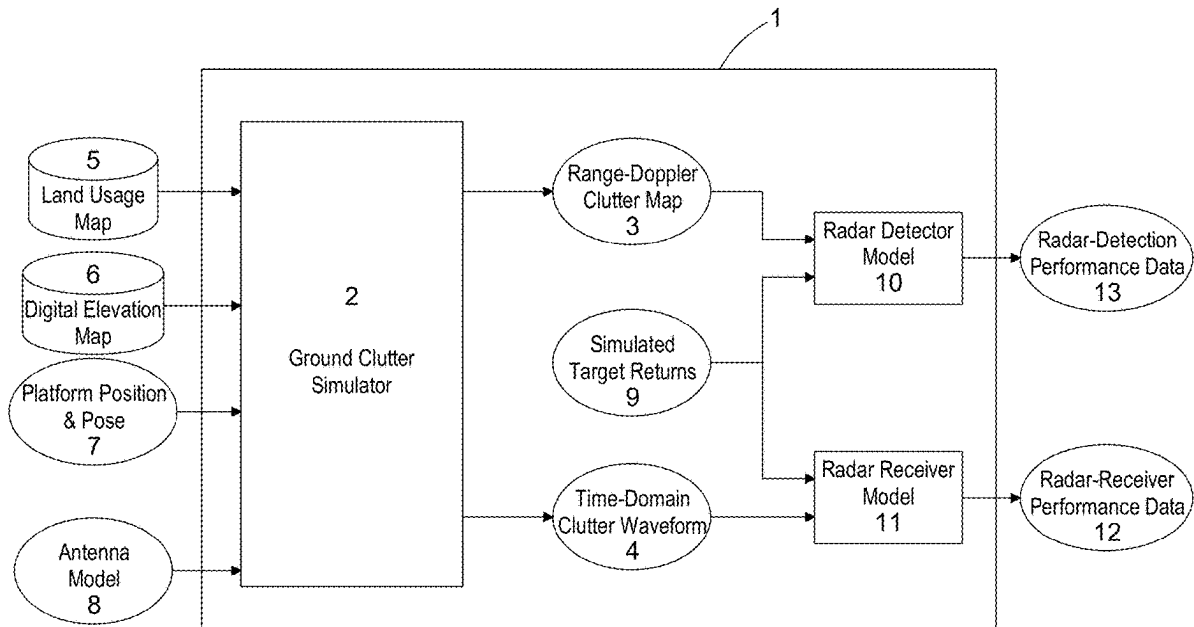 1
5
Land Usage
Map
6
Digital Elevation
Map
Platform Position
& Pose
7
Antenna
Model
8
2
Ground Clutter
Simulator
Range-Doppler
Clutter Map
3
Simulated
Target Returns
9
Time-Domain
Clutter Waveform
4
Radar Detector
Model
10
Radar Receiver
Model
11
Radar-Detection
Performance Data
13
Radar-Receiver
Performance Data
12